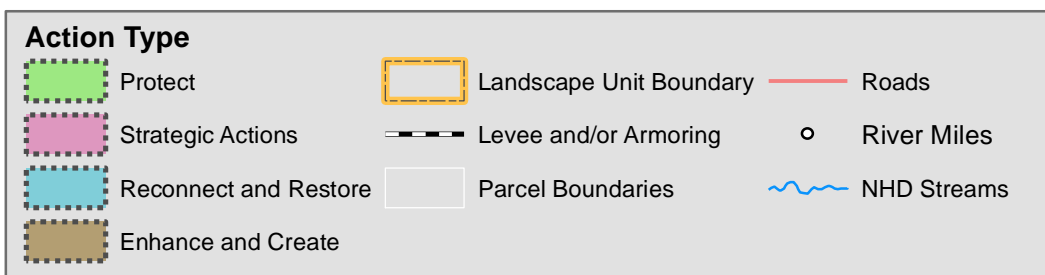 Action Type
Protect
Strategic Actions
Reconnect and Restore
Enhance and Create
Landscape Unit Boundary
Levee and/or Armoring
Parcel Boundaries
Roads
River Miles
NHD Streams